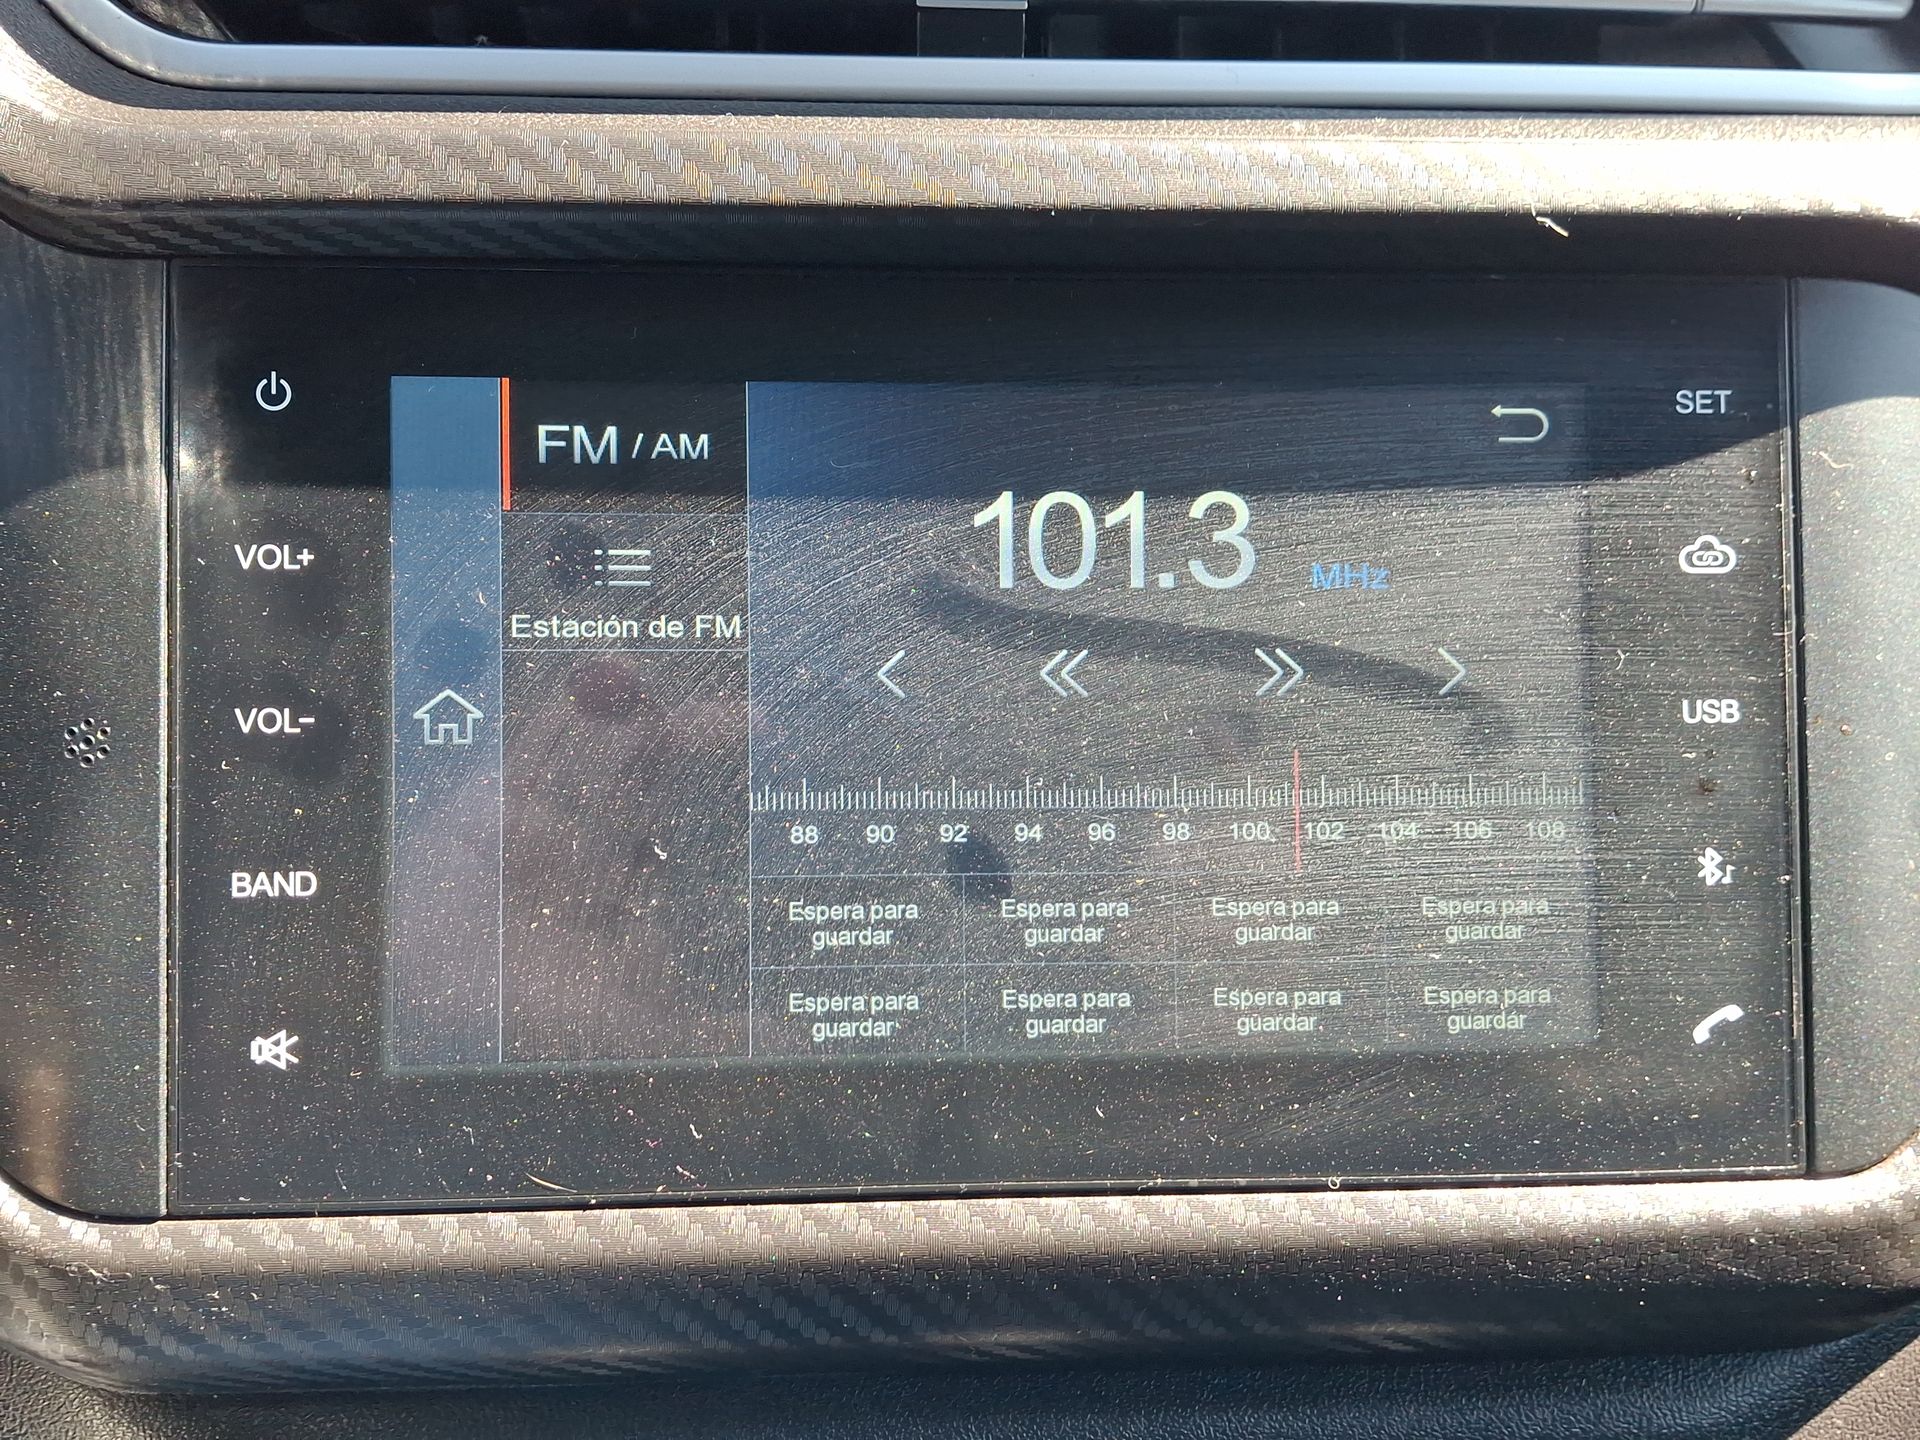 SET
FM / AM
101.3 MHz
VOL+
Estación de FM
VOL-
USB
88 90 92 94 96 98 100 102 104 106 108
BAND
Espera para guardar
Espera para guardar
Espera para guardar
Espera para guardar
Espera para guardar
Espera para guardar
Espera para guardar
Espera para guardar